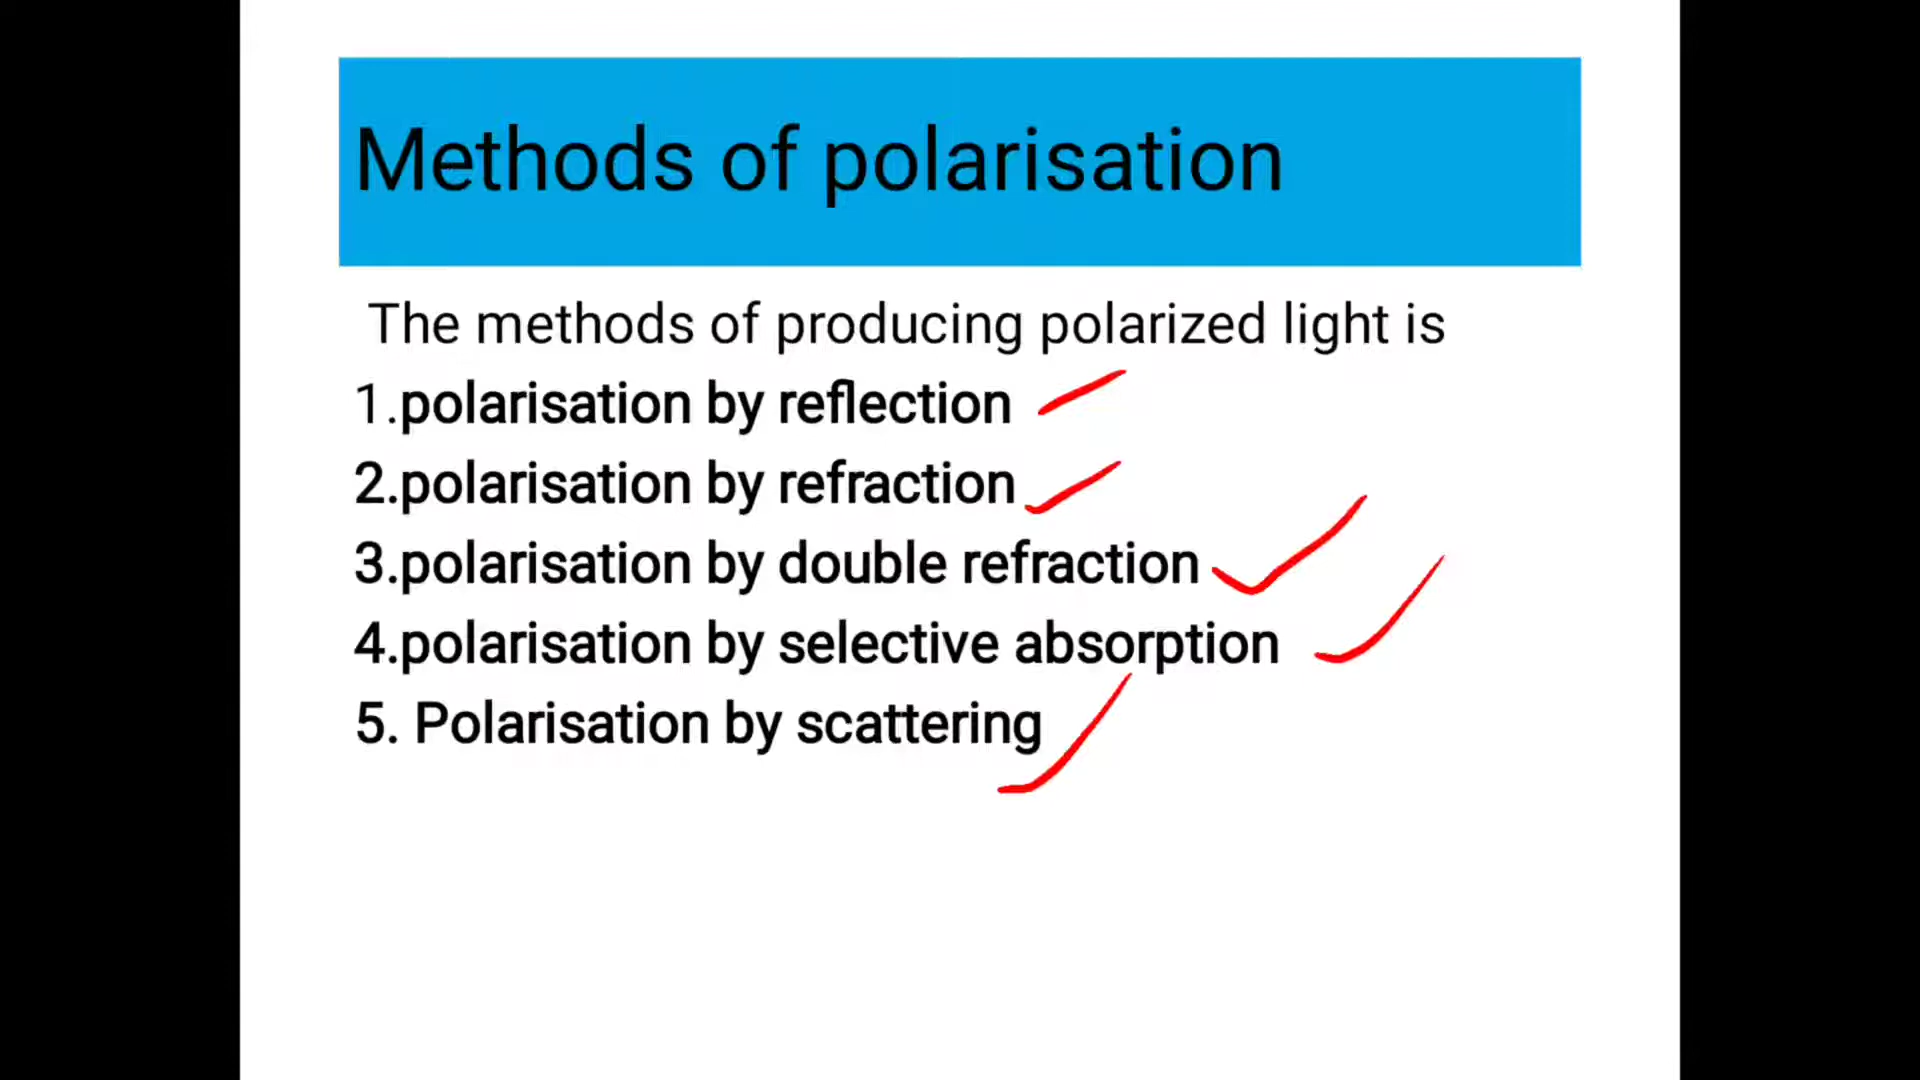 Methods of polarisation
The methods of producing polarized light is
1.polarisation by reflection
2.polarisation by refraction
3.polarisation by double refraction
4.polarisation by selective absorption
5. Polarisation by scattering